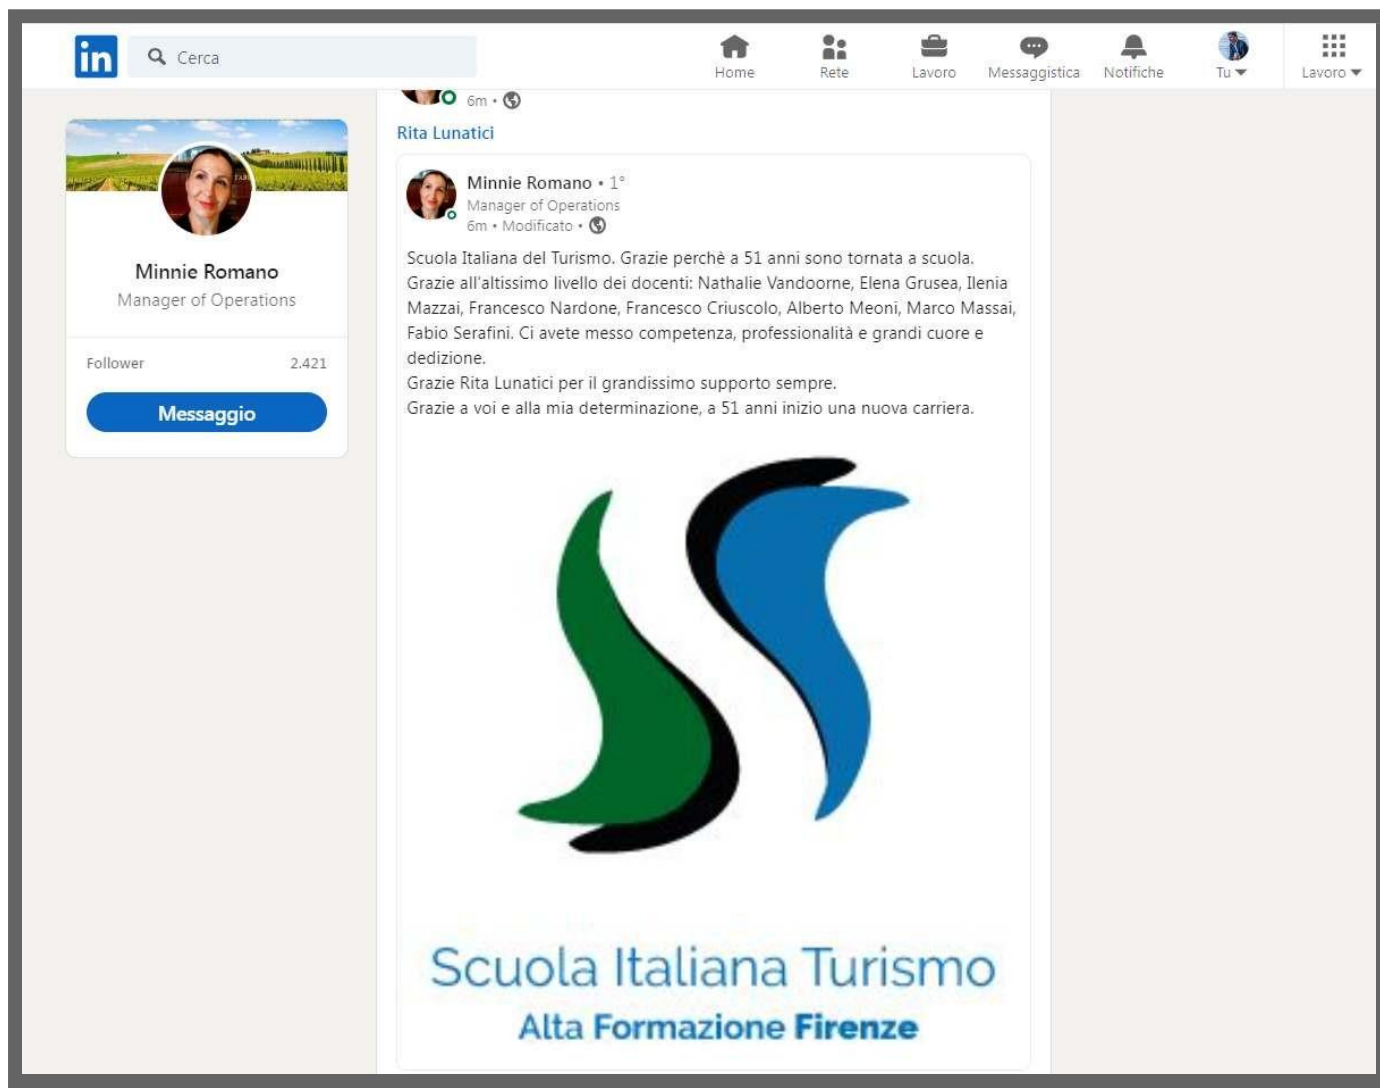 in
Cerca
Home
Rete
Lavoro
Messaggistica
Notifiche
Tu
Lavoro
Minnie Romano
Manager of Operations
Follower 2.421
Messaggio
6m •
Rita Lunatici
Minnie Romano • 1°
Manager of Operations
6m • Modificato •
Scuola Italiana del Turismo. Grazie perchè a 51 anni sono tornata a scuola.
Grazie all'altissimo livello dei docenti: Nathalie Vandoorne, Elena Grusea, Ilenia
Mazzai, Francesco Nardone, Francesco Criuscolo, Alberto Meoni, Marco Massai,
Fabio Serafini. Ci avete messo competenza, professionalità e grandi cuore e
dedizione.
Grazie Rita Lunatici per il grandissimo supporto sempre.
Grazie a voi e alla mia determinazione, a 51 anni inizio una nuova carriera.
Scuola Italiana Turismo
Alta Formazione Firenze